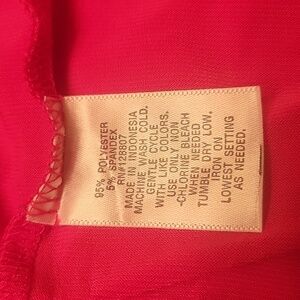 95% POLYESTER
5% SPANDEX
RN#128807
MADE IN INDONESIA
MACHINE WASH COLD.
GENTLE CYCLE
WITH LIKE COLORS.
USE ONLY NON
-CHLORINE BLEACH
WHEN NEEDED.
TUMBLE DRY LOW,
IRON ON
LOWEST SETTING
AS NEEDED.